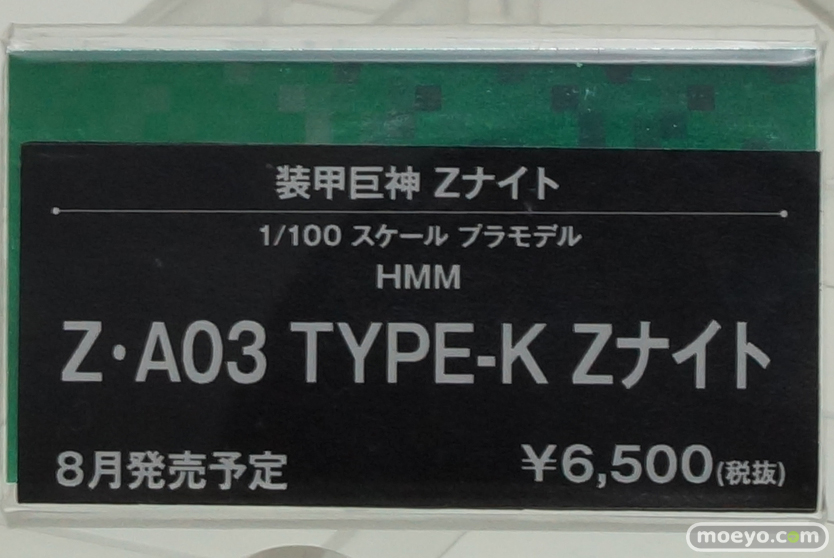 装甲巨神 Zナイト
1/100 スケール プラモデル
HMM
Z・A03 TYPE-K Zナイト
8月発売予定
¥6,500(税抜)
moeyo.com